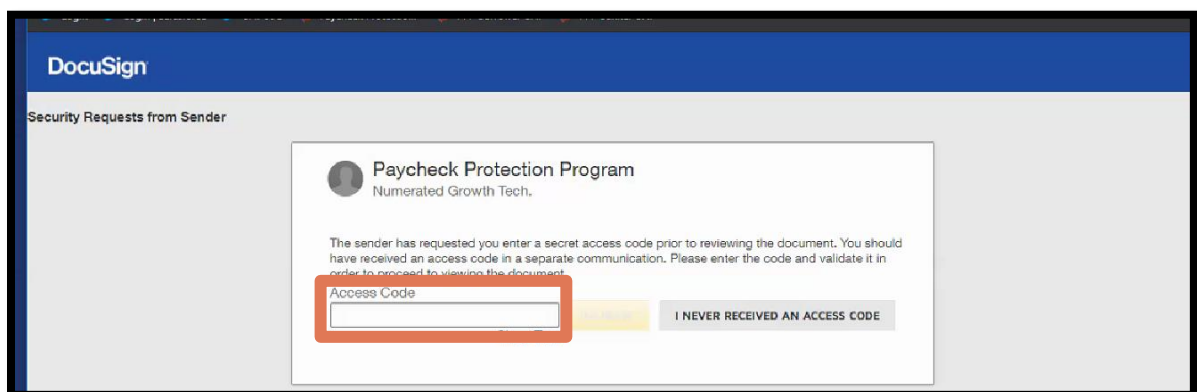 DocuSign
Security Requests from Sender
Paycheck Protection Program
Numerated Growth Tech.
The sender has requested you enter a secret access code prior to reviewing the document. You should
have received an access code in a separate communication. Please enter the code and validate it in
order to proceed to viewing the document.
Access Code
I NEVER RECEIVED AN ACCESS CODE